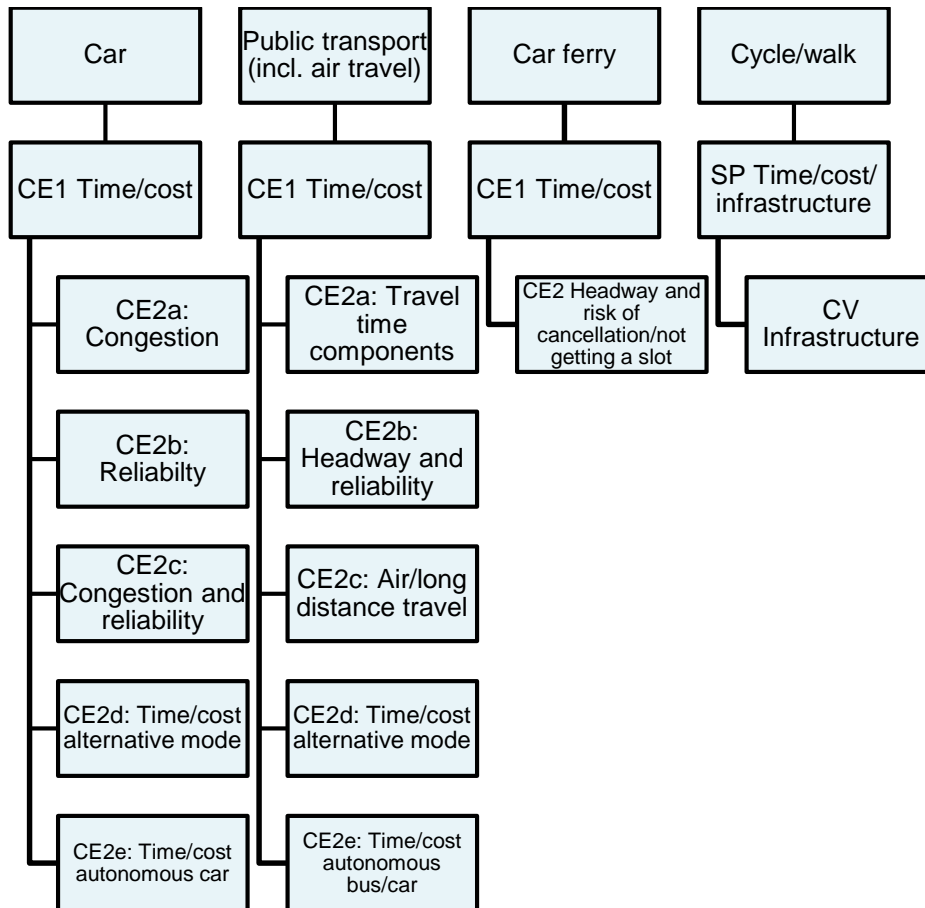 Car
Public transport
(incl. air travel)
Car ferry
Cycle/walk
CE1 Time/cost
CE1 Time/cost
CE1 Time/cost
SP Time/cost/
infrastructure
CE2a:
Congestion
CE2a: Travel
time
components
CE2 Headway and
risk of
cancellation/not
getting a slot
CV
Infrastructure
CE2b:
Reliabilty
CE2b:
Headway and
reliability
CE2c:
Congestion and
reliability
CE2c: Air/long
distance travel
CE2d: Time/cost
alternative mode
CE2d: Time/cost
alternative mode
CE2e: Time/cost
autonomous car
CE2e: Time/cost
autonomous
bus/car